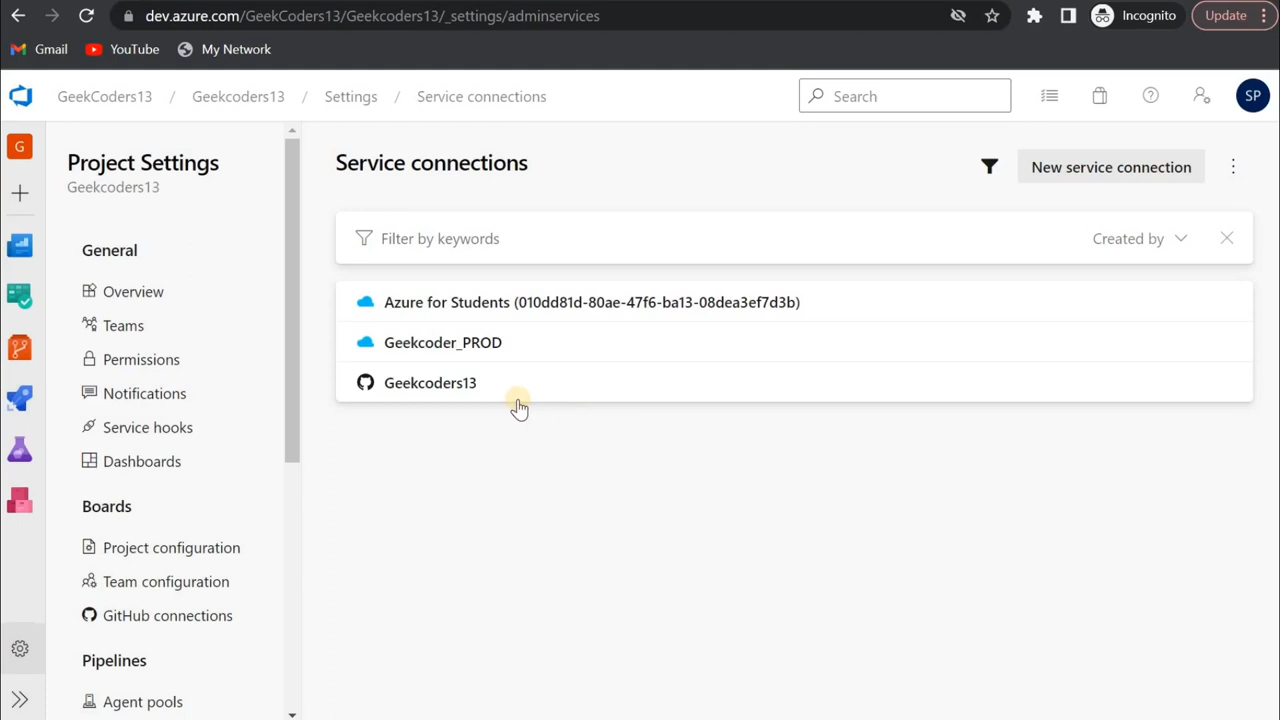 dev.azure.com/GeekCoders13/Geekcoders13/_settings/adminservices
Incognito
Update
Gmail
YouTube
My Network
GeekCoders13 / Geekcoders13 / Settings / Service connections
Search
SP
G
Project Settings
Geekcoders13
General
Overview
Teams
Permissions
Notifications
Service hooks
Dashboards
Boards
Project configuration
Team configuration
GitHub connections
Pipelines
Agent pools
Service connections
New service connection
Filter by keywords
Created by
Azure for Students (010dd81d-80ae-47f6-ba13-08dea3ef7d3b)
Geekcoder_PROD
Geekcoders13